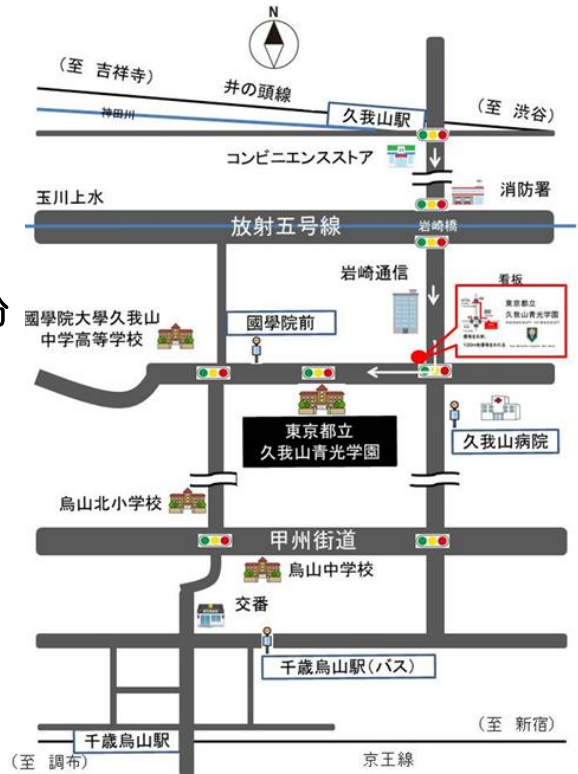 N
(至 吉祥寺)
井の頭線
神田川
久我山駅
(至 渋谷)
コンビニエンスストア
消防署
玉川上水
放射五号線
岩崎橋
岩崎通信
看板
東京都立
久我山青光学園
分
國學院大學久我山
中学高等学校
國學院前
東京都立
久我山青光学園
久我山病院
烏山北小学校
甲州街道
烏山中学校
交番
千歳烏山駅(バス)
千歳烏山駅
(至 新宿)
(至 調布)
京王線